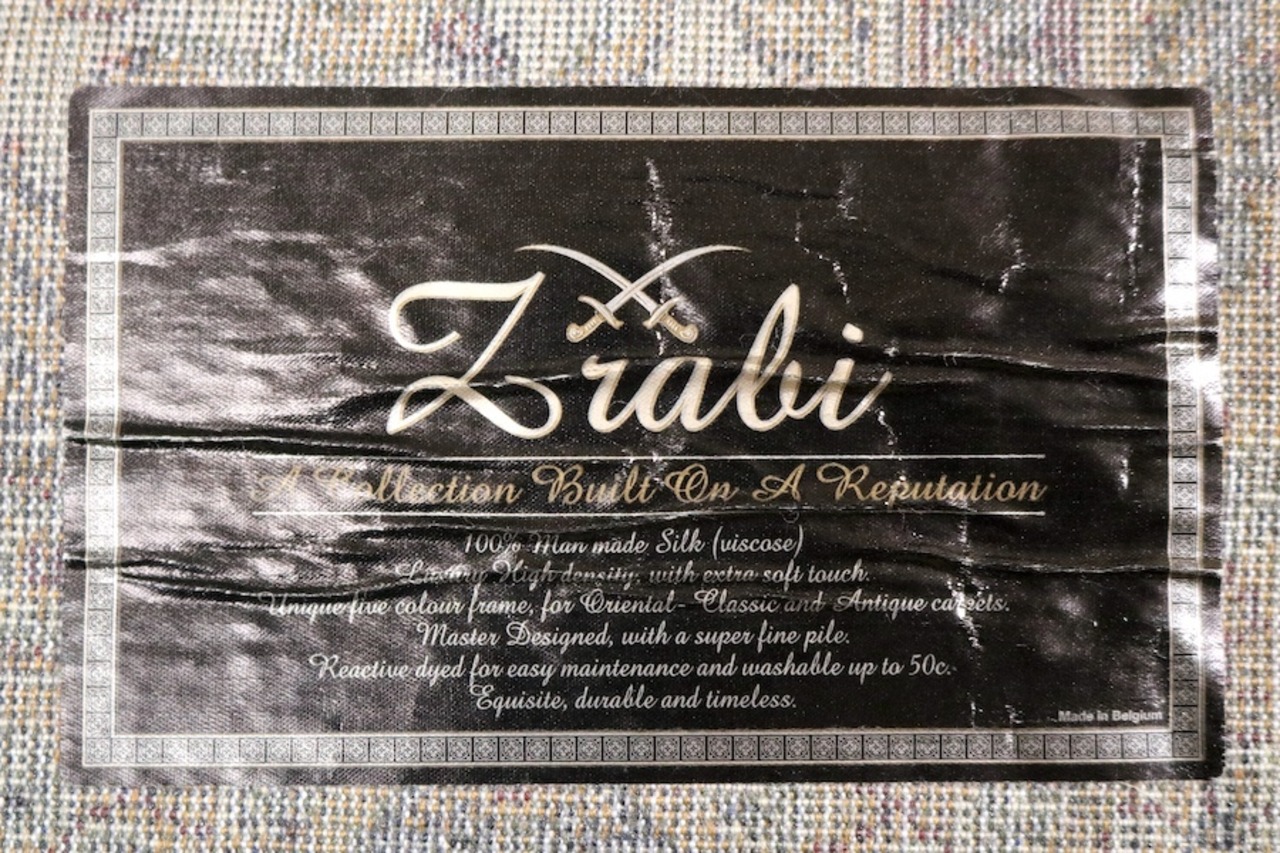 Zrabi
A Collection Built On A Reputation
100% Man made Silk (viscose)
Luxury High density, with extra soft touch.
Unique five colour frame, for Oriental- Classic and Antique carpets.
Master Designed, with a super fine pile.
Reactive dyed for easy maintenance and washable up to 50c.
Equisite, durable and timeless.
Made in Belgium